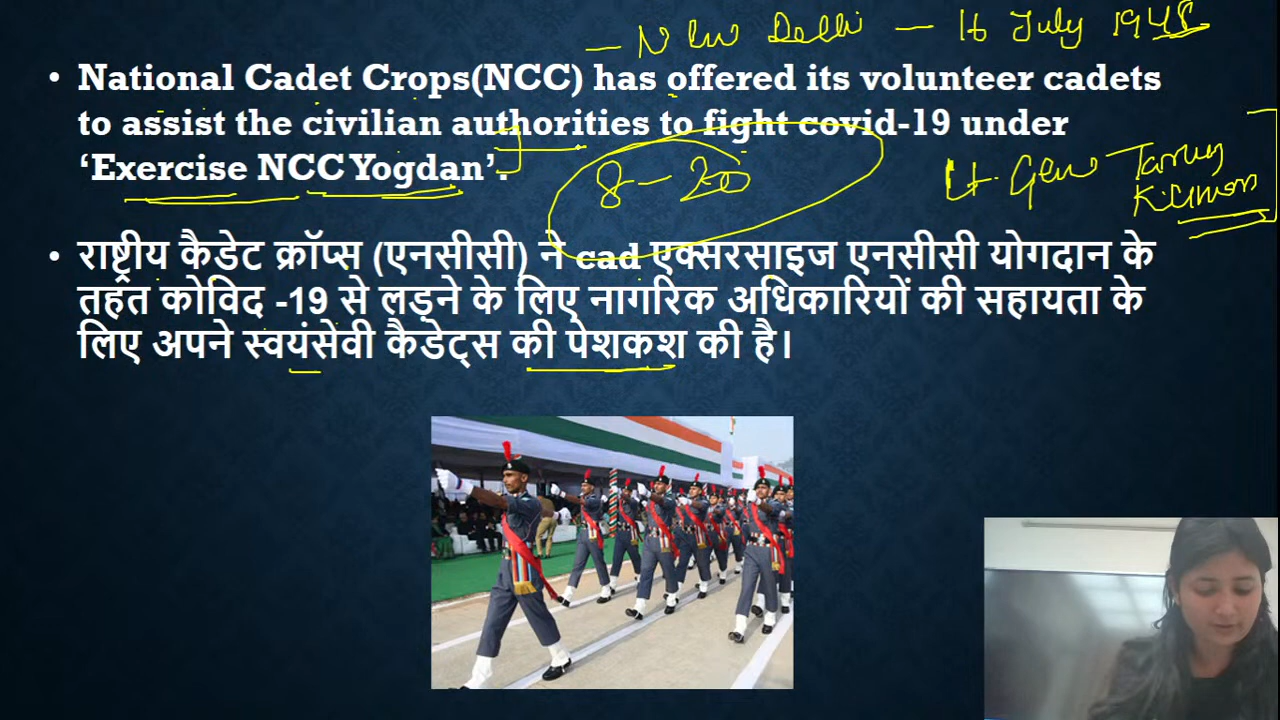 — New Delhi — 16 July 1948
• National Cadet Crops(NCC) has offered its volunteer cadets
to assist the civilian authorities to fight covid-19 under
‘Exercise NCC Yogdan’.
8 — 20
Lt. Gen Tarun
Kumar
• राष्ट्रीय कैडेट क्रॉप्स (एनसीसी) ने cad एक्सरसाइज एनसीसी योगदान के
तहत कोविद -19 से लड़ने के लिए नागरिक अधिकारियों की सहायता के
लिए अपने स्वयंसेवी कैडेट्स की पेशकश की है।